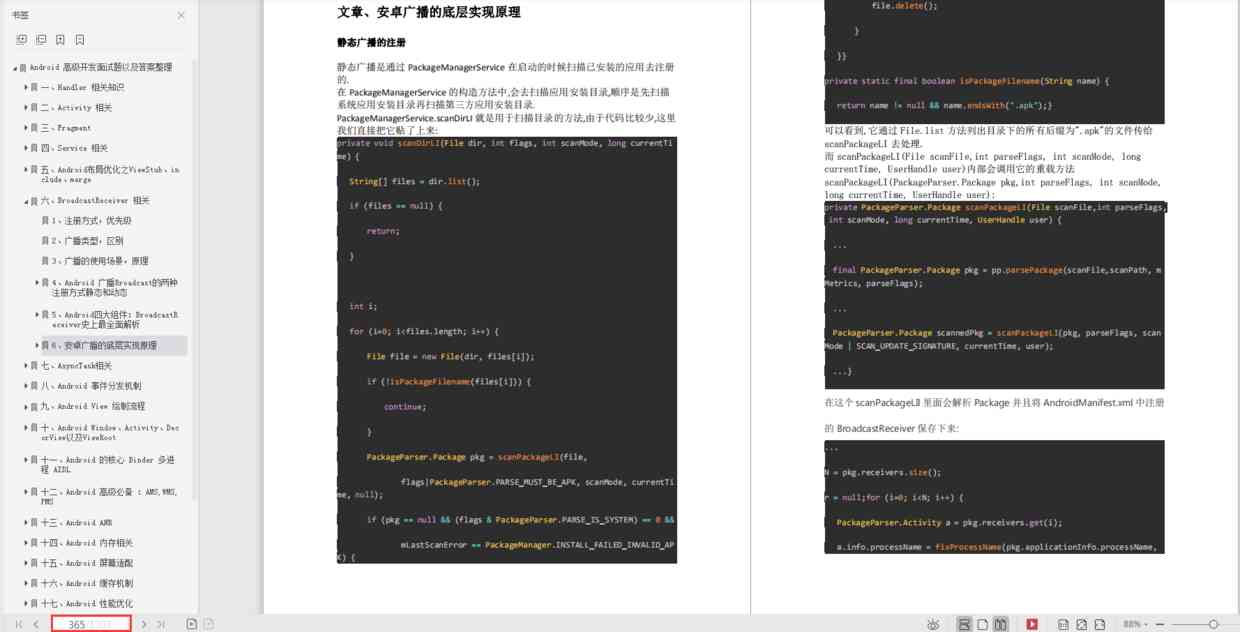 书签
Android 高级开发面试题以及答案整理
一、Handler 相关知识
二、Activity 相关
三、Fragment
四、Service 相关
五、Android布局优化之ViewStub、in
clude、merge
六、BroadcastReceiver 相关
1、注册方式，优先级
2、广播类型，区别
3、广播的使用场景，原理
4、Android 广播Broadcast的两种
注册方式静态和动态
5、Android四大组件：BroadcastR
eceiver史上最全面解析
6、安卓广播的底层实现原理
七、AsyncTask相关
八、Android 事件分发机制
九、Android View 绘制流程
十、Android Window、Activity、Dec
orView以及ViewRoot
十一、Android 的核心 Binder 多进
程 AIDL
十二、Android 高级必备 ：AMS,WMS,
PMS
十三、Android ANR
十四、Android 内存相关
十五、Android 屏幕适配
十六、Android 缓存机制
十七、Android 性能优化
文章、安卓广播的底层实现原理
静态广播的注册
静态广播是通过 PackageManagerService 在启动的时候扫描已安装的应用去注册
的.
在 PackageManagerService 的构造方法中,会去扫描应用安装目录,顺序是先扫描
系统应用安装目录再扫描第三方应用安装目录.
PackageManagerService.scanDirLI 就是用于扫描目录的方法,由于代码比较少,这里
我们直接把它贴了上来:
private void scanDirLI(File dir, int flags, int scanMode, long currentTi
me) {
String[] files = dir.list();
if (files == null) {
return;
}
int i;
for (i=0; i<files.length; i++) {
File file = new File(dir, files[i]);
if (!isPackageFilename(files[i])) {
continue;
}
PackageParser.Package pkg = scanPackageLI(file,
flags|PackageParser.PARSE_MUST_BE_APK, scanMode, currentTi
me, null);
if (pkg == null && (flags & PackageParser.PARSE_IS_SYSTEM) == 0 &&
mLastScanError == PackageManager.INSTALL_FAILED_INVALID_AP
K) {
file.delete();
}
}}
private static final boolean isPackageFilename(String name) {
return name != null && name.endsWith(".apk");}
可以看到,它通过 File.list 方法列出目录下的所有后缀为".apk"的文件传给
scanPackageLI 去处理.
而 scanPackageLI(File scanFile,int parseFlags, int scanMode, long
currentTime, UserHandle user)内部会调用它的重载方法
scanPackageLI(PackageParser.Package pkg,int parseFlags, int scanMode,
long currentTime, UserHandle user):
private PackageParser.Package scanPackageLI(File scanFile,int parseFlags,
int scanMode, long currentTime, UserHandle user) {
...
final PackageParser.Package pkg = pp.parsePackage(scanFile,scanPath, m
Metrics, parseFlags);
...
PackageParser.Package scannedPkg = scanPackageLI(pkg, parseFlags, scan
Mode | SCAN_UPDATE_SIGNATURE, currentTime, user);
...}
在这个 scanPackageLI 里面会解析 Package 并且将 AndroidManifest.xml 中注册
的 BroadcastReceiver 保存下来:
...
N = pkg.receivers.size();
r = null;for (i=0; i<N; i++) {
PackageParser.Activity a = pkg.receivers.get(i);
a.info.processName = fixProcessName(pkg.applicationInfo.processName,
365
88%